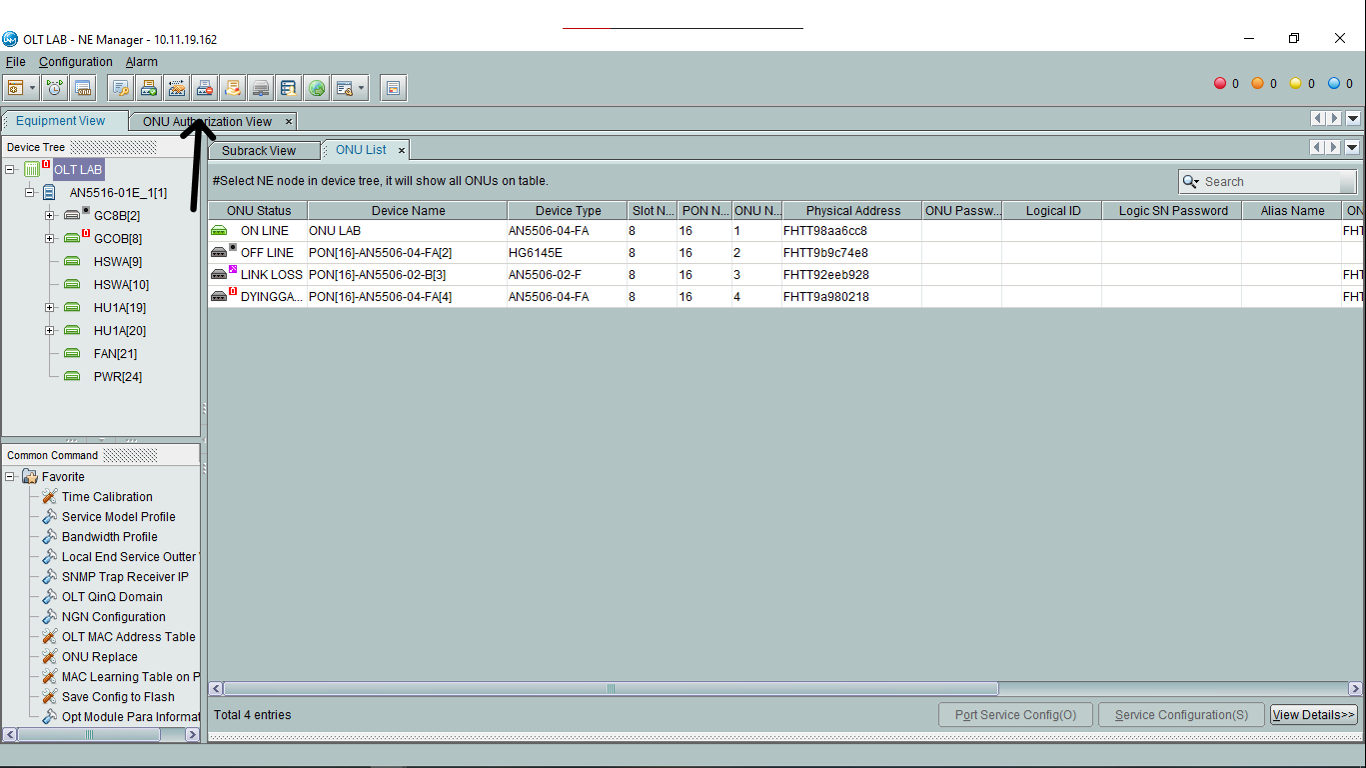 OLT LAB - NE Manager - 10.11.19.162
File Configuration Alarm
0 0 0 0
Equipment View ONU Authorization View
Device Tree
OLT LAB
AN5516-01E_1[1]
GC8B[2]
GCOB[8]
HSWA[9]
HSWA[10]
HU1A[19]
HU1A[20]
FAN[21]
PWR[24]
Common Command
Favorite
Time Calibration
Service Model Profile
Bandwidth Profile
Local End Service Outter
SNMP Trap Receiver IP
OLT QinQ Domain
NGN Configuration
OLT MAC Address Table
ONU Replace
MAC Learning Table on P
Save Config to Flash
Opt Module Para Informat
Subrack View ONU List
#Select NE node in device tree, it will show all ONUs on table.
Search
ONU Status Device Name Device Type Slot N... PON N... ONU N... Physical Address ONU Passw... Logical ID Logic SN Password Alias Name ON
ON LINE ONU LAB AN5506-04-FA 8 16 1 FHTT98aa6cc8 FHT
OFF LINE PON[16]-AN5506-04-FA[2] HG6145E 8 16 2 FHTT9b9c74e8
LINK LOSS PON[16]-AN5506-02-B[3] AN5506-02-F 8 16 3 FHTT92eeb928 FHT
DYINGGA... PON[16]-AN5506-04-FA[4] AN5506-04-FA 8 16 4 FHTT9a980218 FHT
Total 4 entries
Port Service Config(O) Service Configuration(S) View Details>>